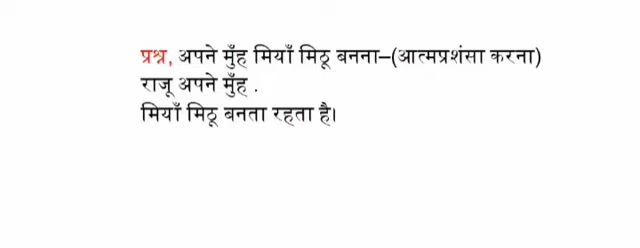 प्रश्न, अपने मुँह मियाँ मिठू बनना–(आत्मप्रशंसा करना)
राजू अपने मुँह .
मियाँ मिठू बनता रहता है।